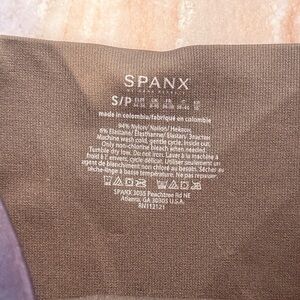 SPANX
S/P
made in colombia/fabriqué en colombie
94% Nylon/ Nailon/
6% Elastane/ Élasthanne/ Elastan/
Machine wash cold, gentle cycle. Inside out.
Only non-chlorine bleach when needed.
Tumble dry low. Do not iron. Laver à la machine à
froid à l'envers, cycle délicat. Utiliser seulement un
agent de blanchiment non chloré au besoin. Sécher au
sèche-linge à basse température. Ne pas repasser.
SPANX 3035 Peachtree Rd NE
Atlanta, GA 30305 U.S.A.
RN112121